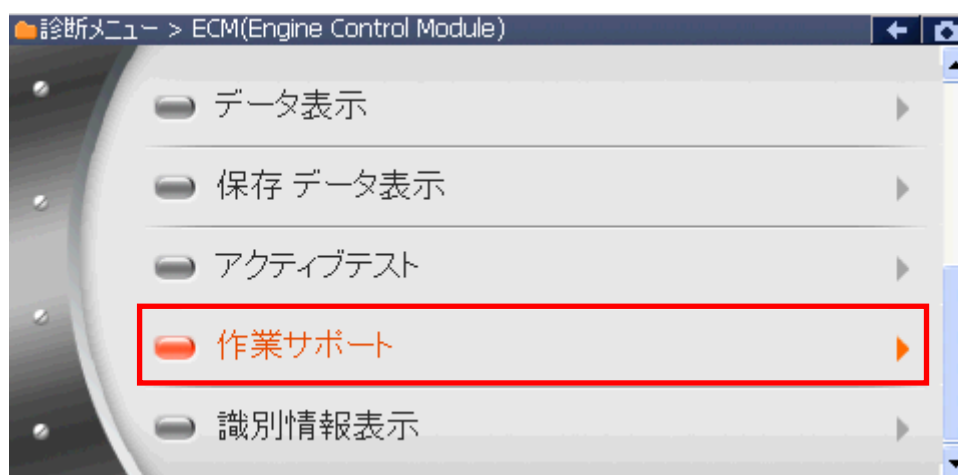 診断メニュー > ECM(Engine Control Module)
データ表示
保存 データ表示
アクティブテスト
作業サポート
識別情報表示